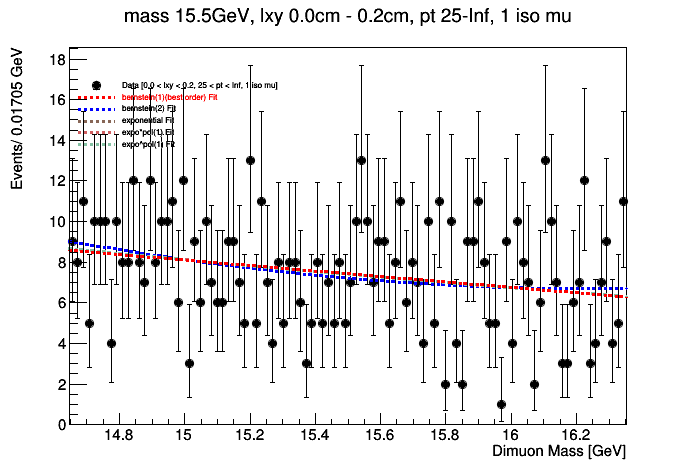 mass 15.5GeV, lxy 0.0cm - 0.2cm, pt 25-Inf, 1 iso mu
Events/ 0.01705 GeV
18
16
14
12
10
8
6
4
2
0
Data [0.0 < lxy < 0.2, 25 < pt < Inf, 1 iso mu]
bernstein(1)(best order) Fit
bernstein(2) Fit
exponential Fit
expo*pol(1) Fit
expo^pol(1) Fit
14.8 15 15.2 15.4 15.6 15.8 16 16.2
Dimuon Mass [GeV]